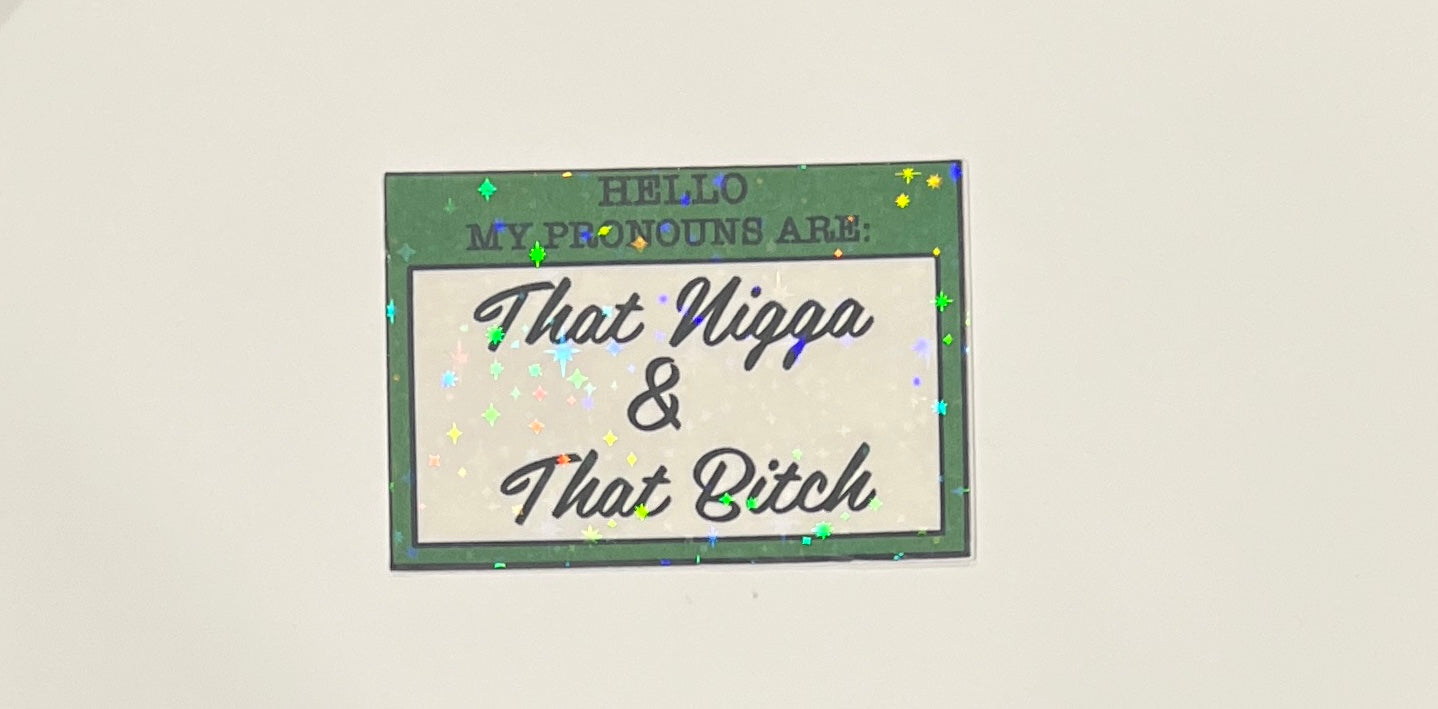 HELLO
MY PRONOUNS ARE:
That Nigga
&
That Bitch